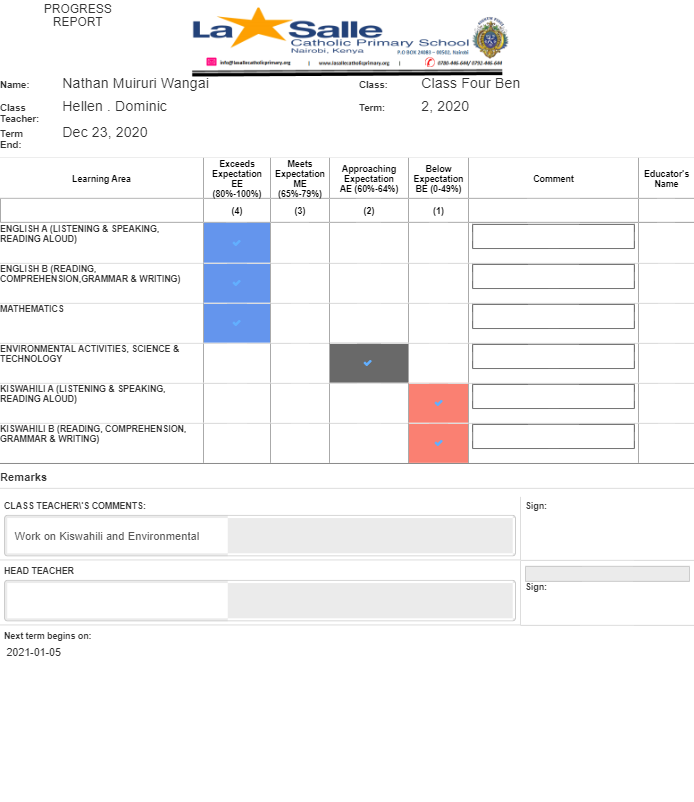 PROGRESS
REPORT
La Salle
Catholic Primary School
Nairobi, Kenya
P.O BOX 24083 – 00502, Nairobi
info@lasallecatholicprimary.org | www.lasallecatholicprimary.org | 0780-446-644/ 0792-446-644
Name: Nathan Muiruri Wangai Class: Class Four Ben
Class Teacher: Hellen . Dominic Term: 2, 2020
Term End: Dec 23, 2020
Learning Area Exceeds Expectation EE (80%-100%) Meets Expectation ME (65%-79%) Approaching Expectation AE (60%-64%) Below Expectation BE (0-49%) Comment Educator's Name
(4) (3) (2) (1)
ENGLISH A (LISTENING & SPEAKING,
READING ALOUD)
ENGLISH B (READING,
COMPREHENSION,GRAMMAR & WRITING)
MATHEMATICS
ENVIRONMENTAL ACTIVITIES, SCIENCE &
TECHNOLOGY
KISWAHILI A (LISTENING & SPEAKING,
READING ALOUD)
KISWAHILI B (READING, COMPREHENSION,
GRAMMAR & WRITING)
Remarks
CLASS TEACHER\'S COMMENTS: Sign:
Work on Kiswahili and Environmental
HEAD TEACHER
Sign:
Next term begins on:
2021-01-05